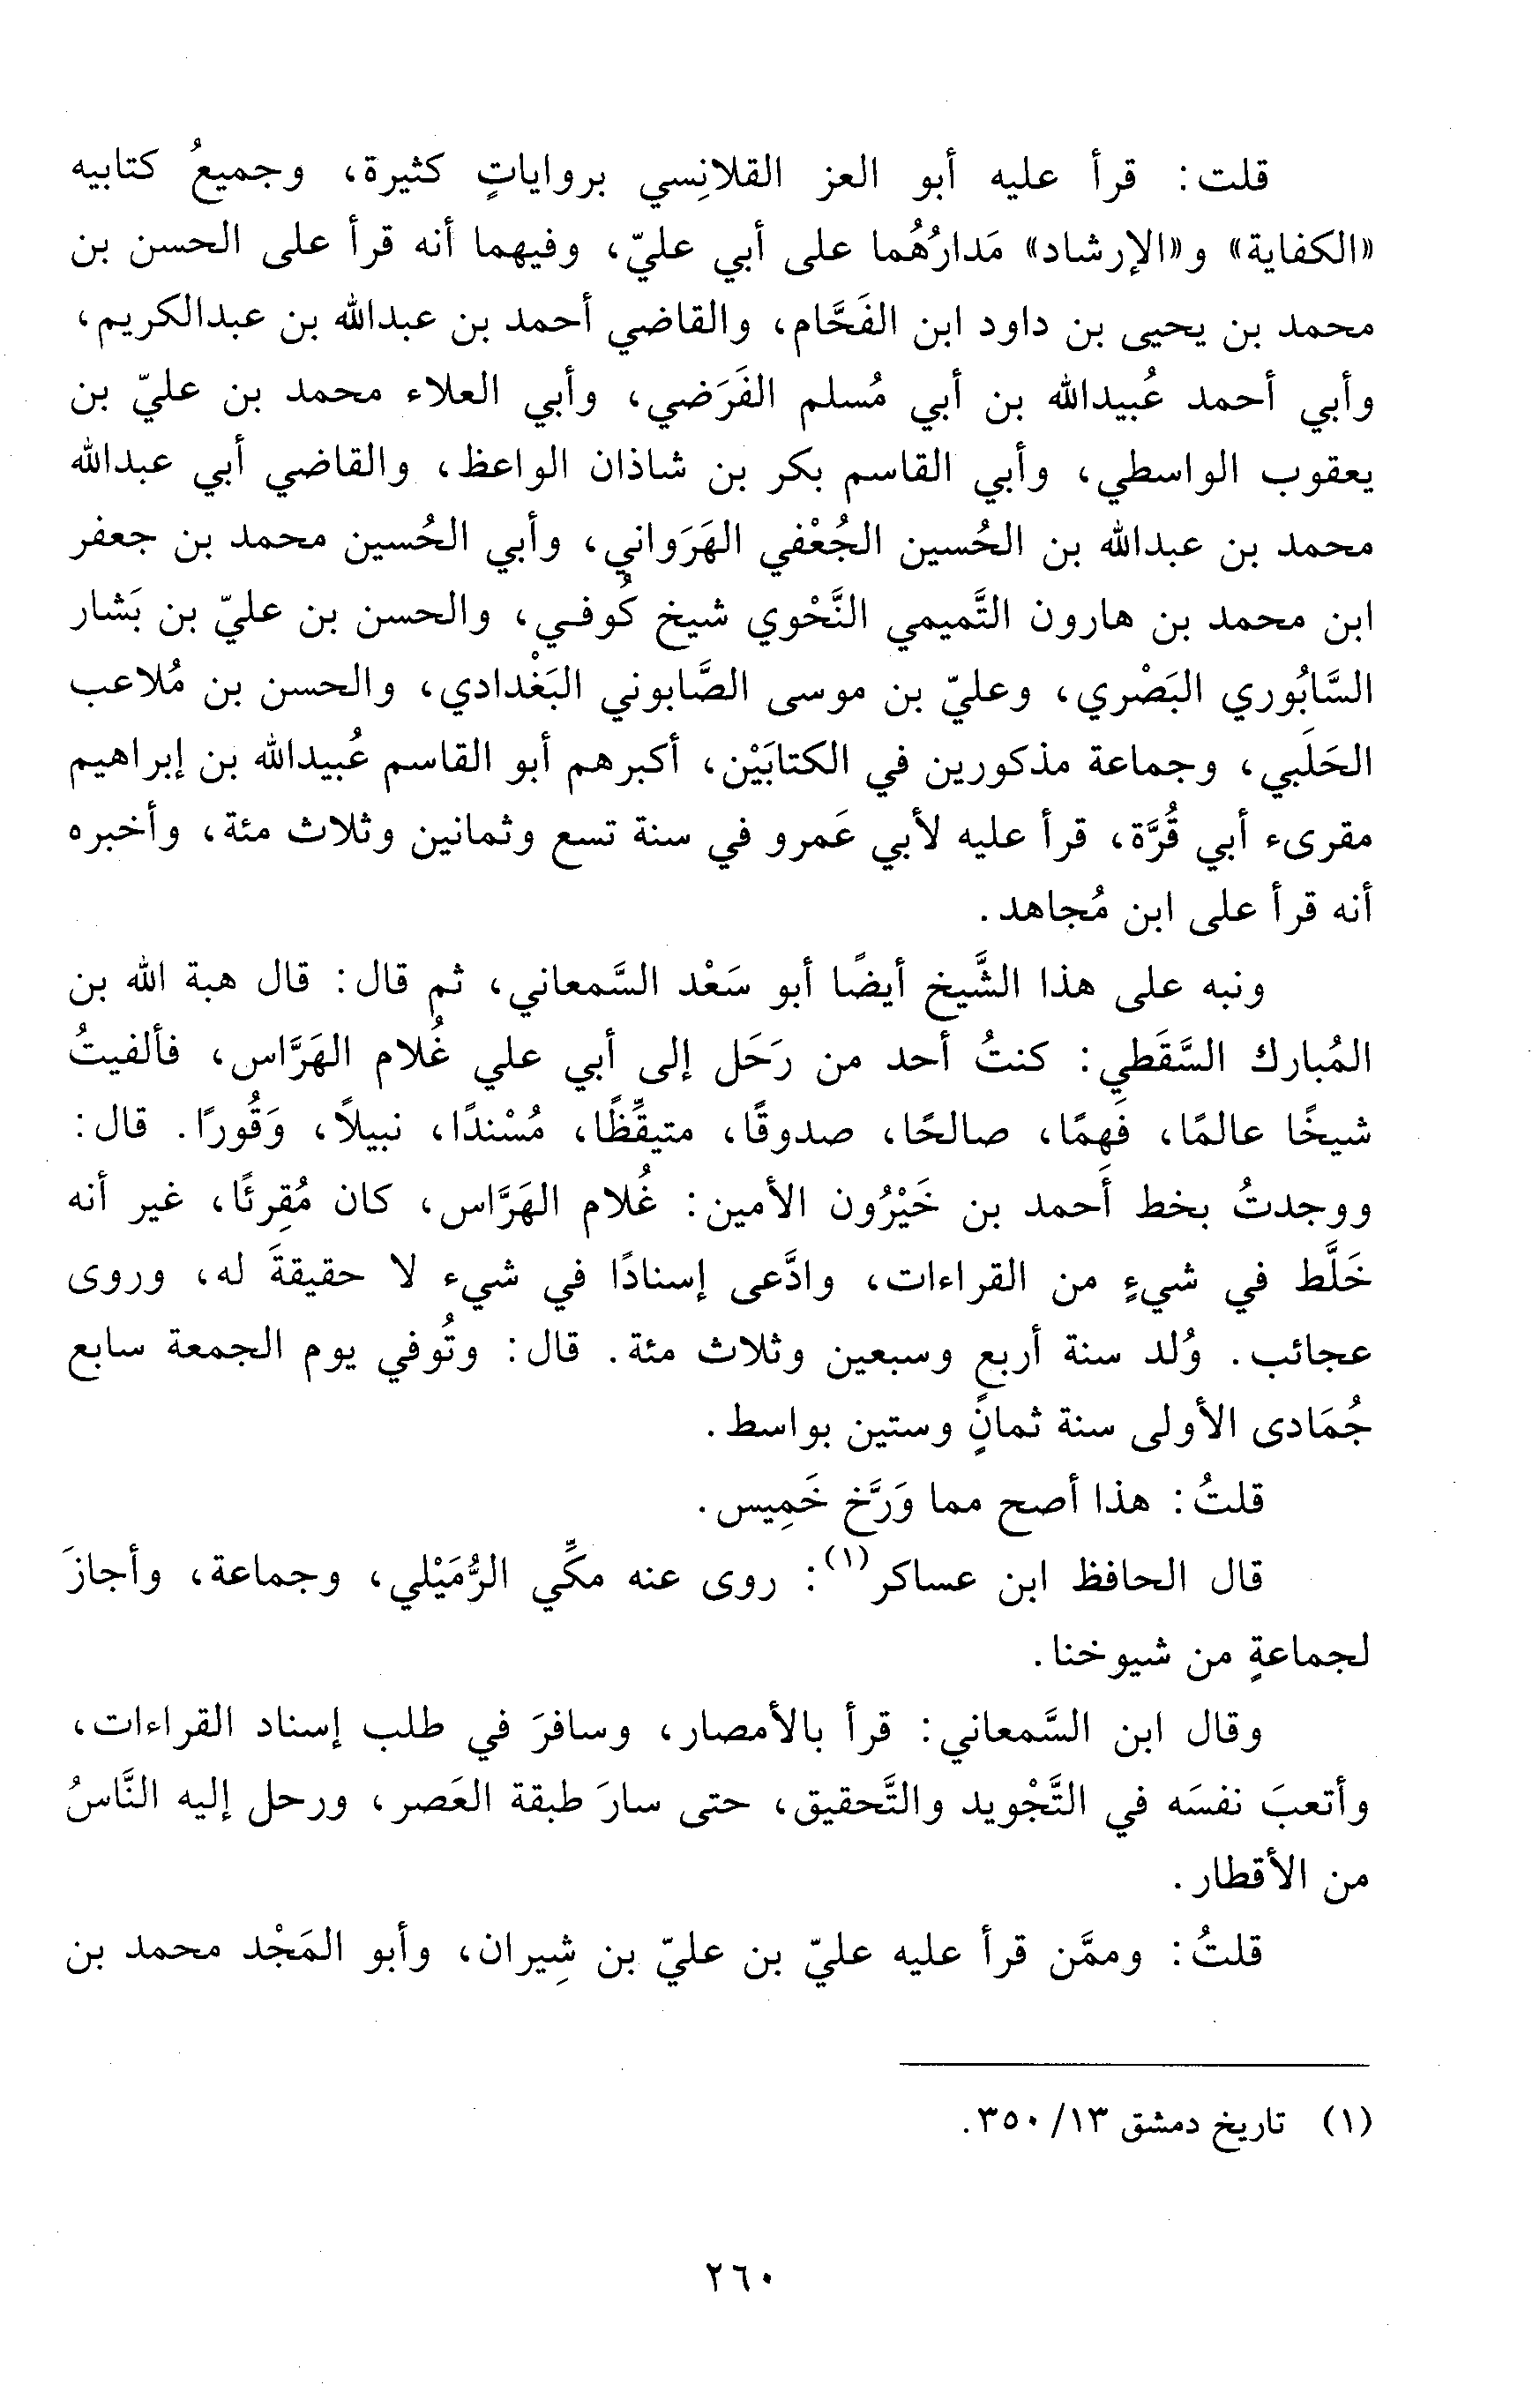 قلت: قرأ عليه أبو العز القلانِسي برواياتٍ كثيرة، وجميعُ كتابيه
«الكفاية» و«الإرشاد» مَدارُهُما على أبي عليّ، وفيهما أنه قرأ على الحسن بن
محمد بن يحيى بن داود ابن الفَحَّام، والقاضي أحمد بن عبدالله بن عبدالكريم،
وأبي أحمد عُبيدالله بن أبي مُسلم الفَرَضي، وأبي العلاء محمد بن عليّ بن
يعقوب الواسطي، وأبي القاسم بكر بن شاذان الواعظ، والقاضي أبي عبدالله
محمد بن عبدالله بن الحُسين الجُعْفي الهَرَواني، وأبي الحُسين محمد بن جعفر
ابن محمد بن هارون التَّميمي النَّحْوي شيخ كُوفي، والحسن بن عليّ بن بَشار
السَّابُوري البَصْري، وعليّ بن موسى الصَّابوني البَغْدادي، والحسن بن مُلاعب
الحَلَبي، وجماعة مذكورين في الكتابَيْن، أكبرهم أبو القاسم عُبيدالله بن إبراهيم
مقرىء أبي قُرَّة، قرأ عليه لأبي عَمرو في سنة تسع وثمانين وثلاث مئة، وأخبره
أنه قرأ على ابن مُجاهد.
ونبه على هذا الشَّيخ أيضًا أبو سَعْد السَّمعاني، ثم قال: قال هبة الله بن
المُبارك السَّقَطي: كنتُ أحد من رَحَل إلى أبي علي غُلام الهَرَّاس، فألفيتُ
شيخًا عالمًا، فَهِمًا، صالحًا، صدوقًا، متيقِّظًا، مُسْندًا، نبيلاً، وَقُورًا. قال:
ووجدتُ بخط أَحمد بن خَيْرُون الأمين: غُلام الهَرَّاس، كان مُقرِئًا، غير أنه
خَلَّط في شيءٍ من القراءات، وادَّعى إسنادًا في شيء لا حقيقةَ له، وروى
عجائب. وُلد سنة أربع وسبعين وثلاث مئة. قال: وتُوفي يوم الجمعة سابع
جُمَادى الأولى سنة ثمانٍ وستين بواسط.
قلتُ: هذا أصح مما وَرَّخ خَمِيس.
قال الحافظ ابن عساكر(١): روى عنه مكِّي الرُّمَيْلي، وجماعة، وأجازَ
لجماعةٍ من شيوخنا.
وقال ابن السَّمعاني: قرأ بالأمصار، وسافرَ في طلب إسناد القراءات،
وأتعبَ نفسَه في التَّجْويد والتَّحقيق، حتى سارَ طبقة العَصر، ورحل إليه النَّاسُ
من الأقطار.
قلتُ: وممَّن قرأ عليه عليّ بن عليّ بن شِيران، وأبو المَجْد محمد بن
(١) تاريخ دمشق ١٣/ ٣٥٠.
٢٦٠